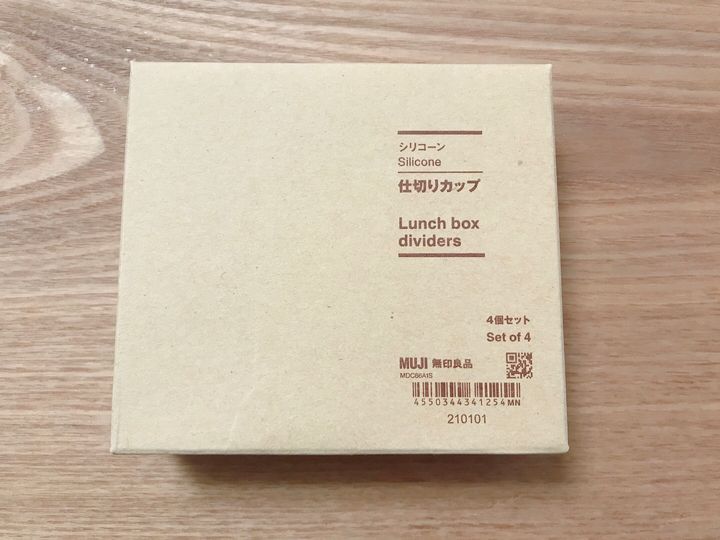 シリコーン
Silicone
仕切りカップ
Lunch box
dividers
4個セット
Set of 4
MUJI 無印良品
MDC86A1S
4550344341254MN
210101